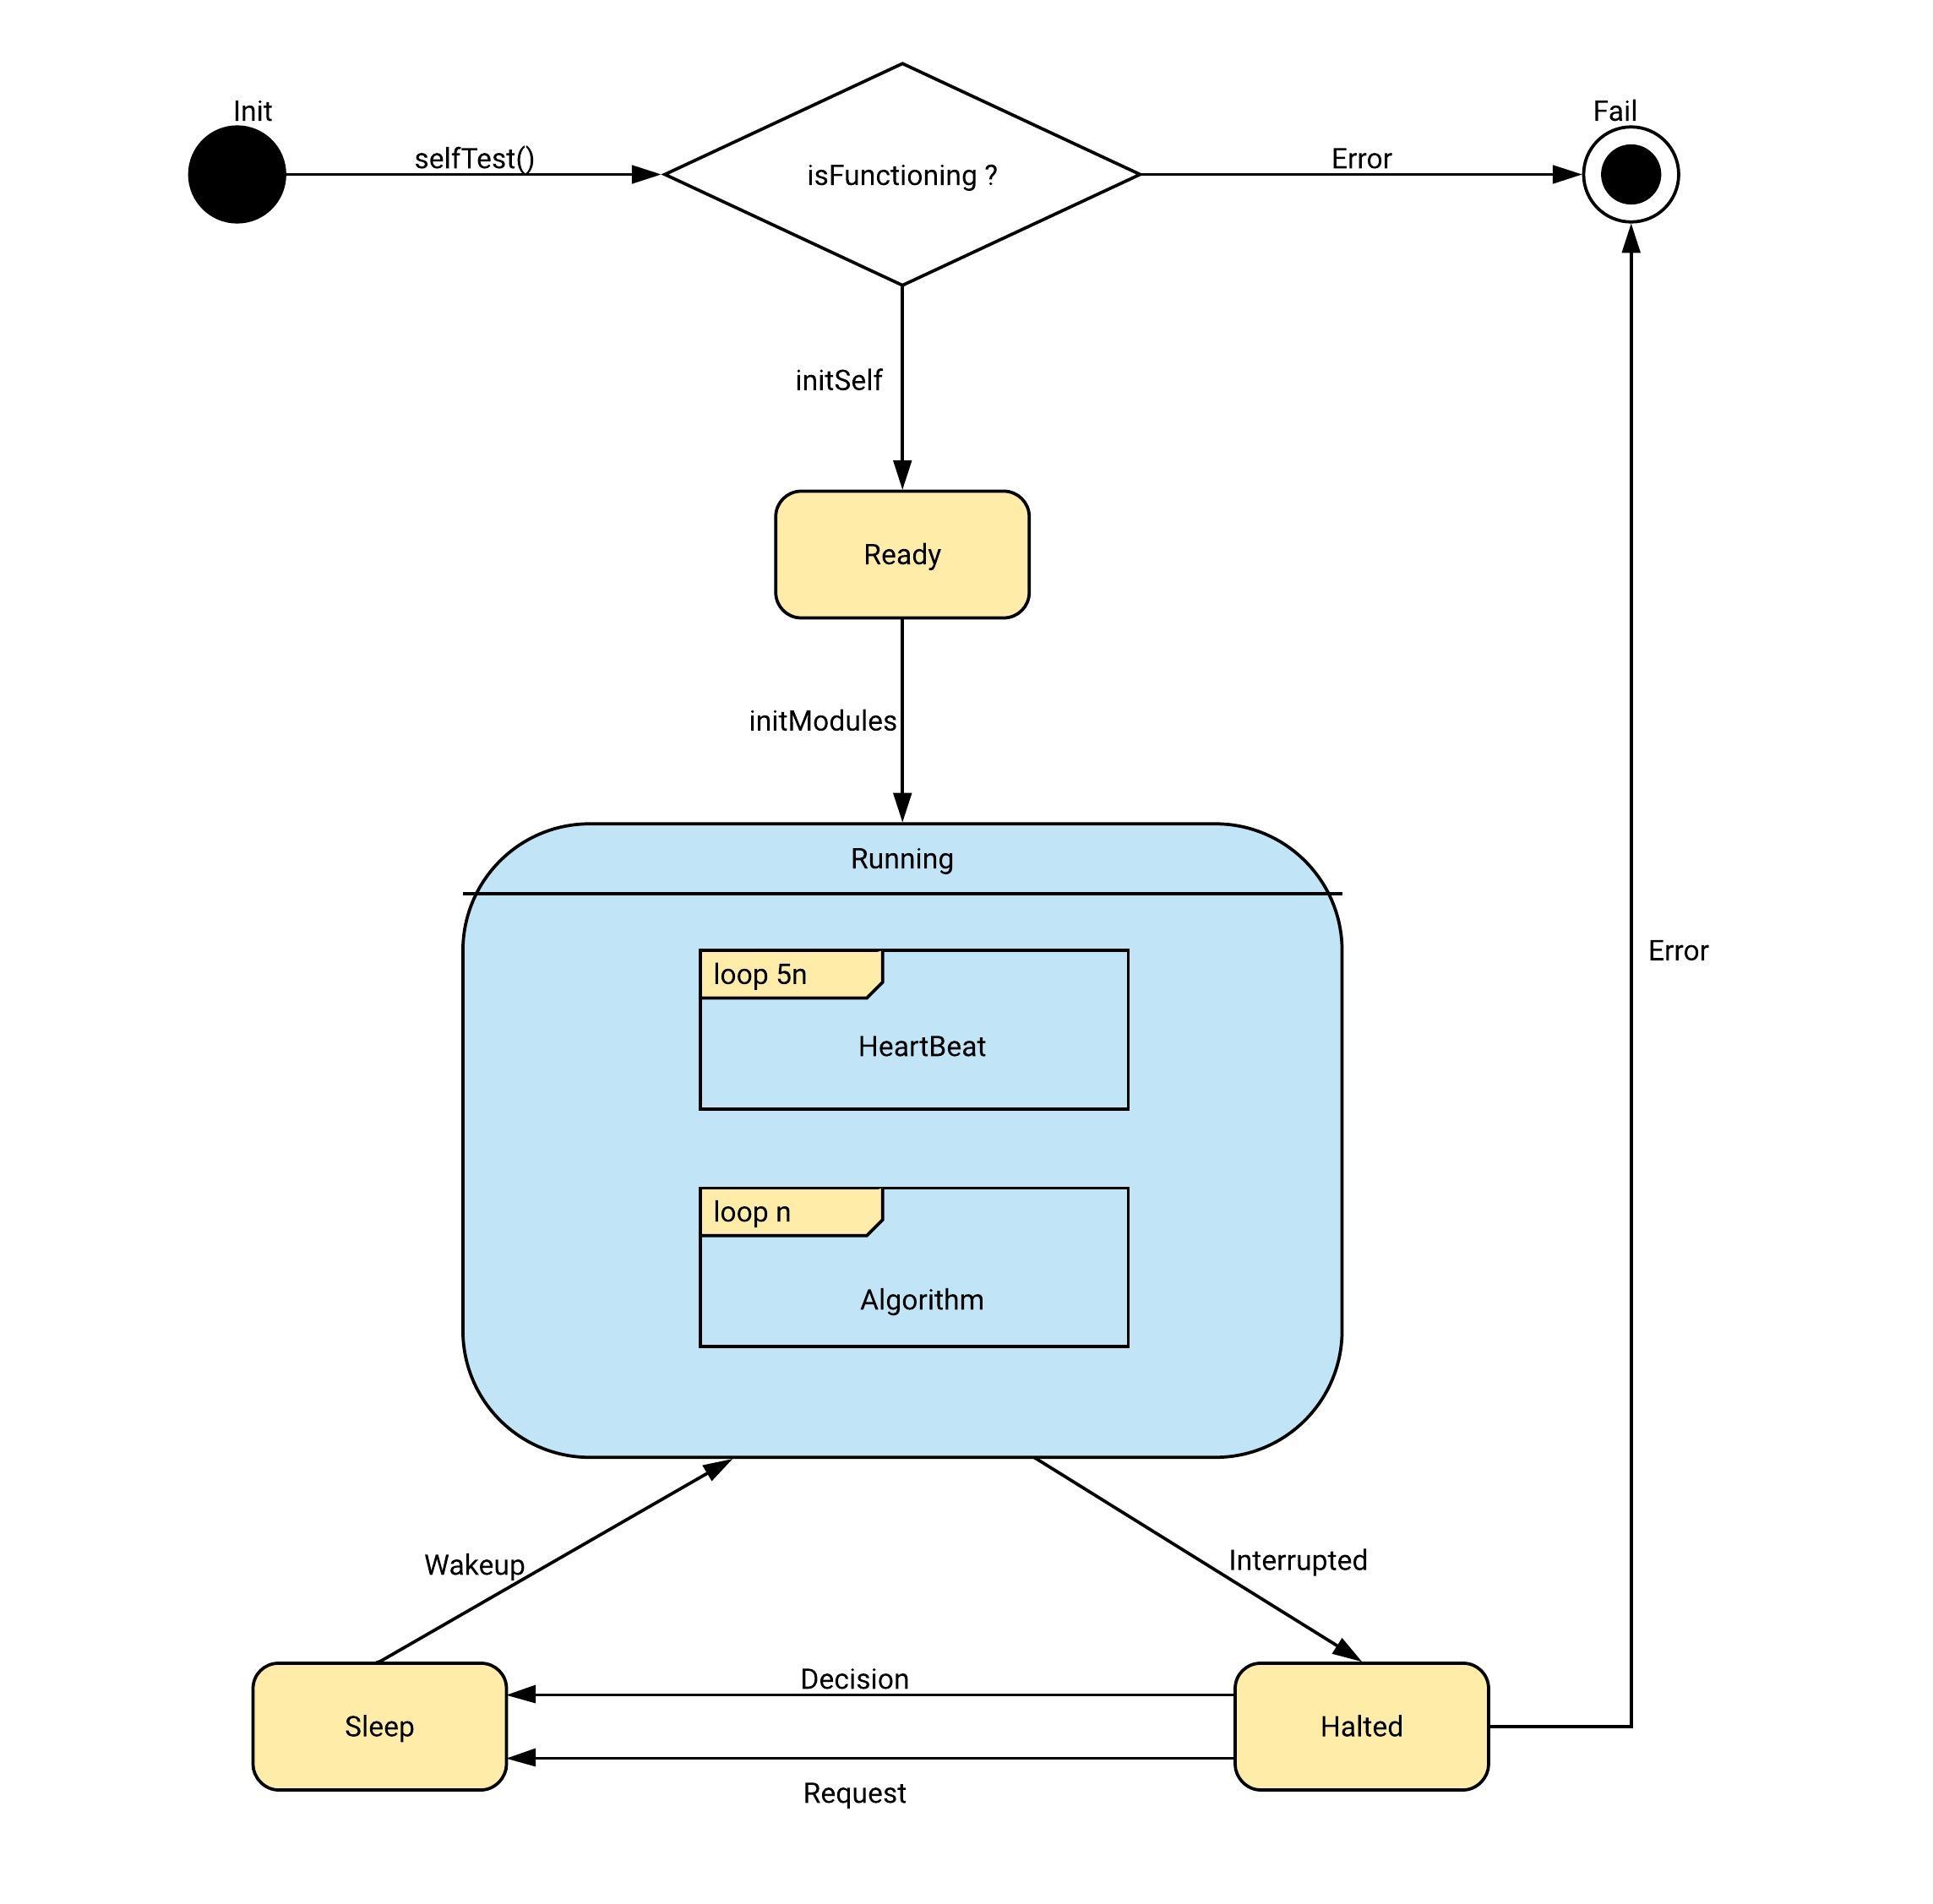 Init
selfTest()
isFunctioning ?
Error
Fail
initSelf
Ready
initModules
Running
loop 5n
HeartBeat
Error
loop n
Algorithm
Wakeup
Interrupted
Decision
Sleep
Halted
Request